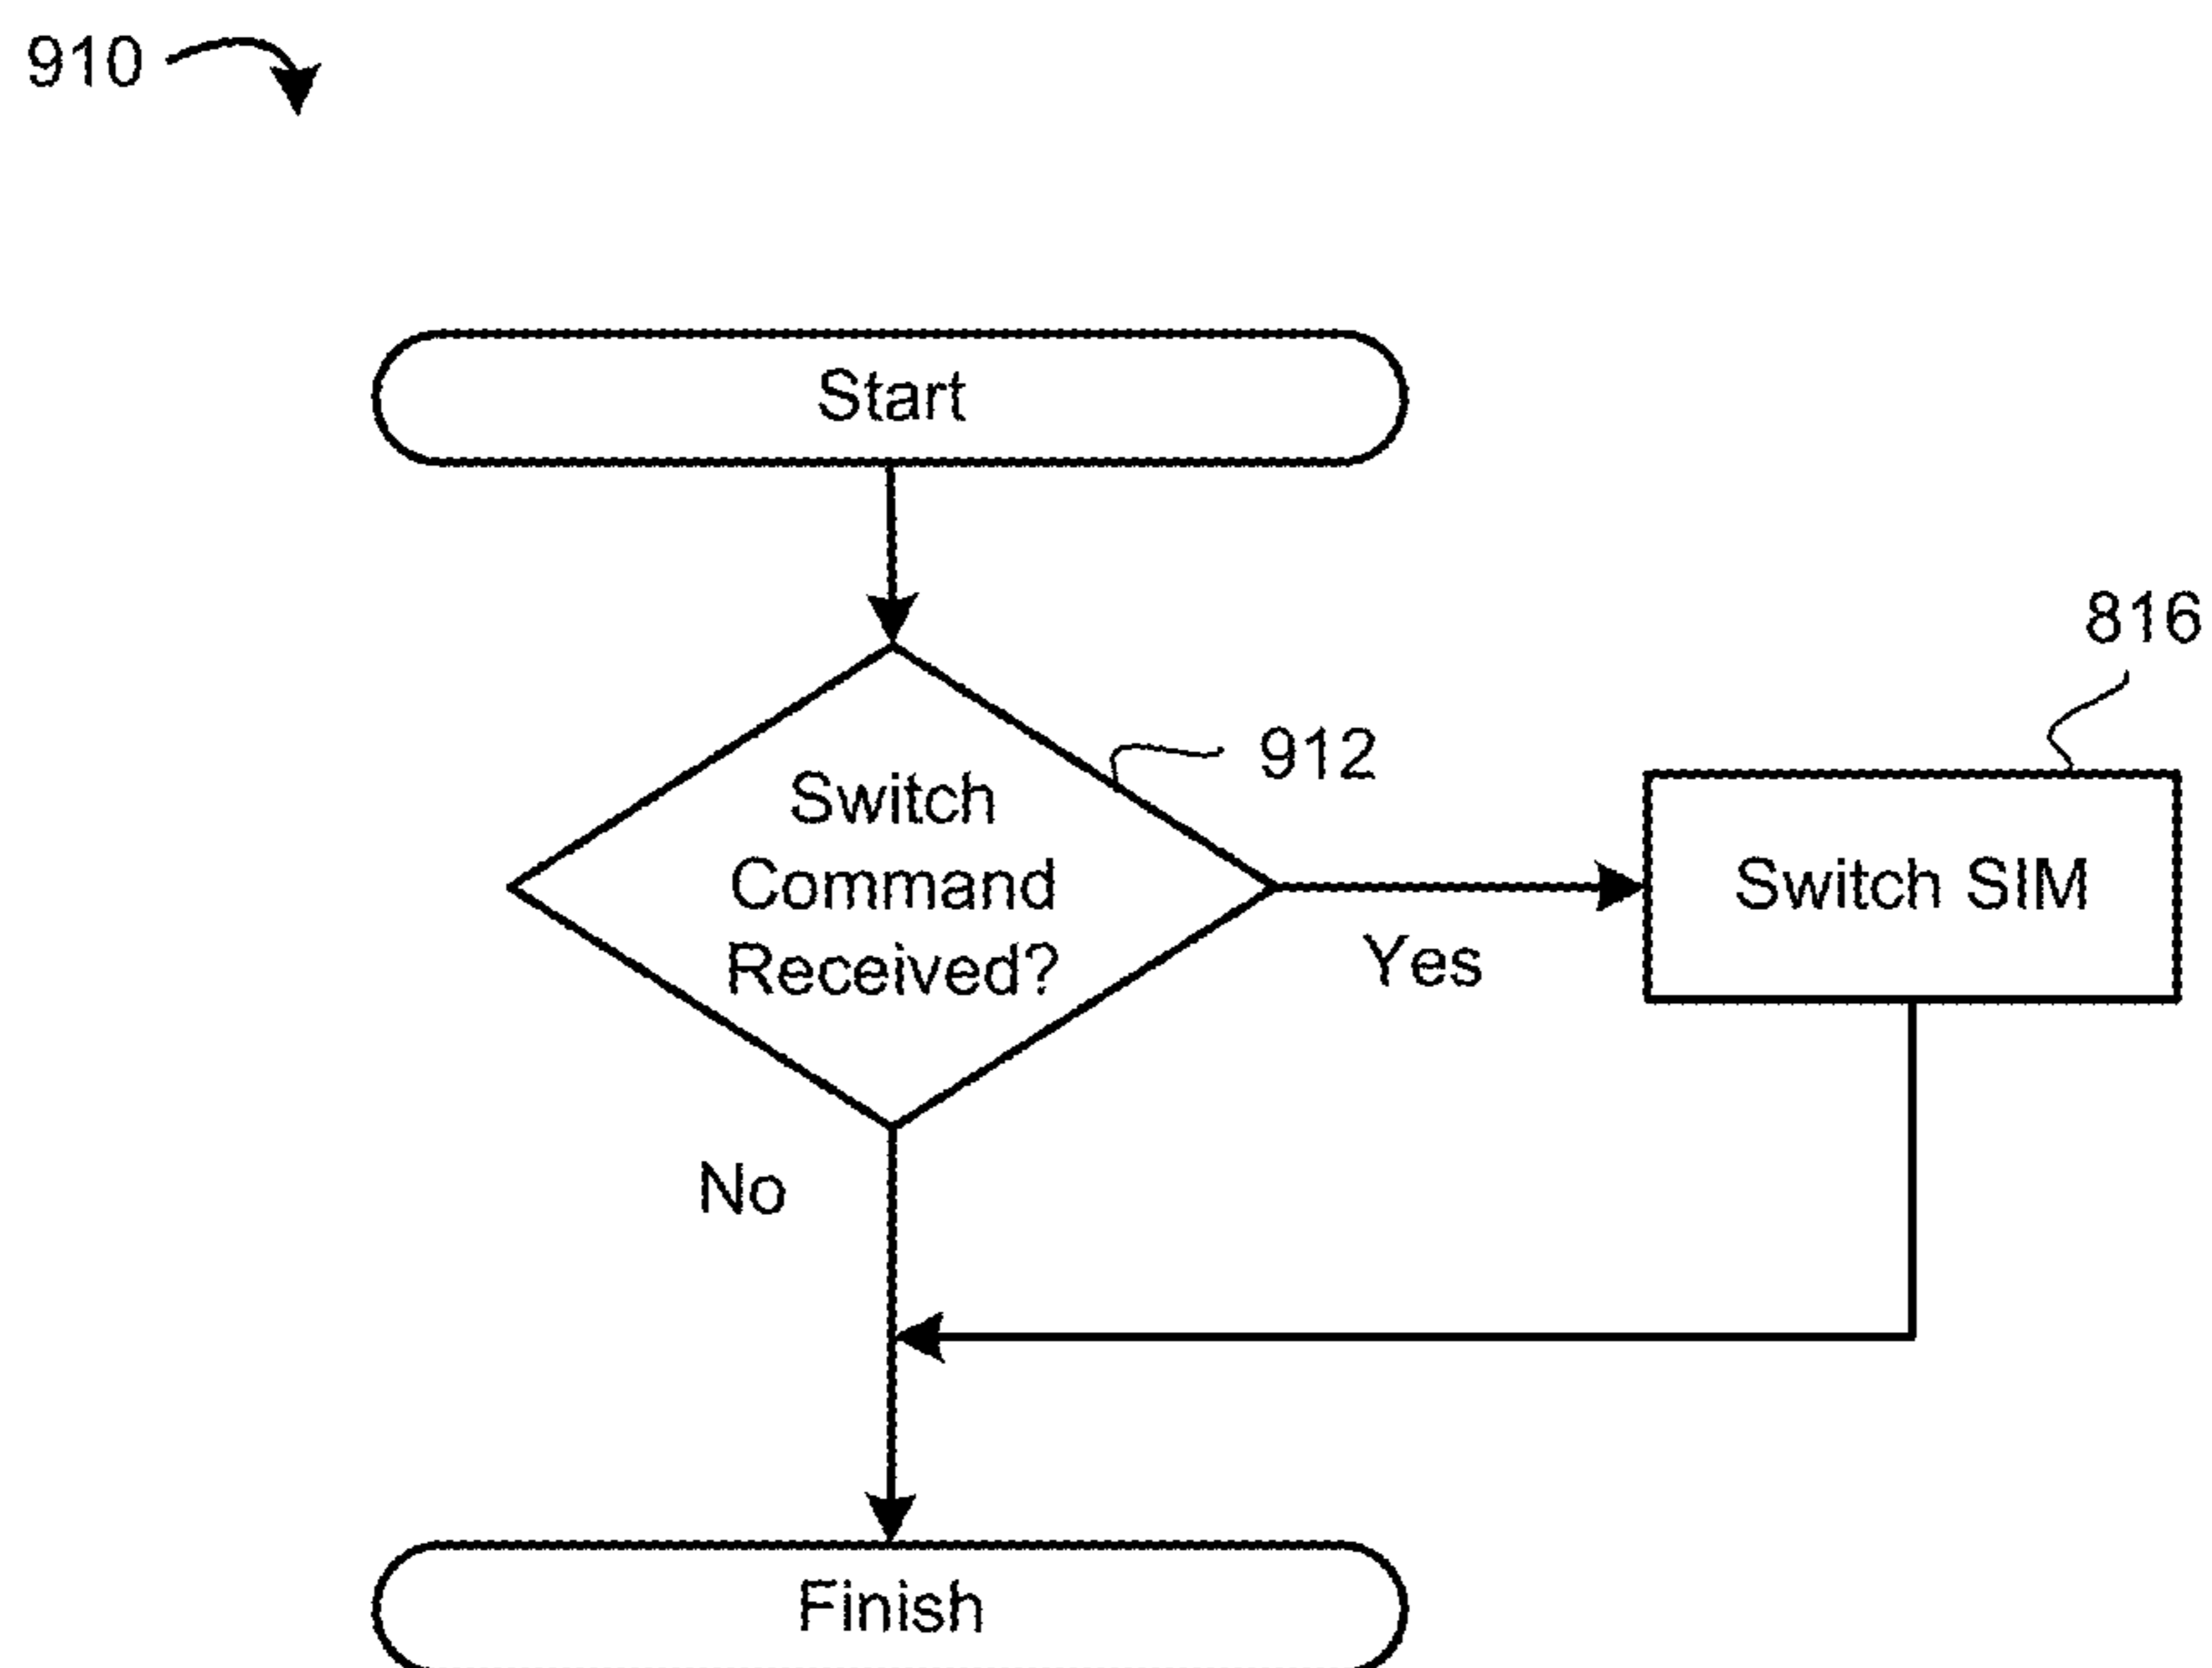 910
Start
816
912
Switch
Command
Received?
Switch SIM
Yes
No
Finish